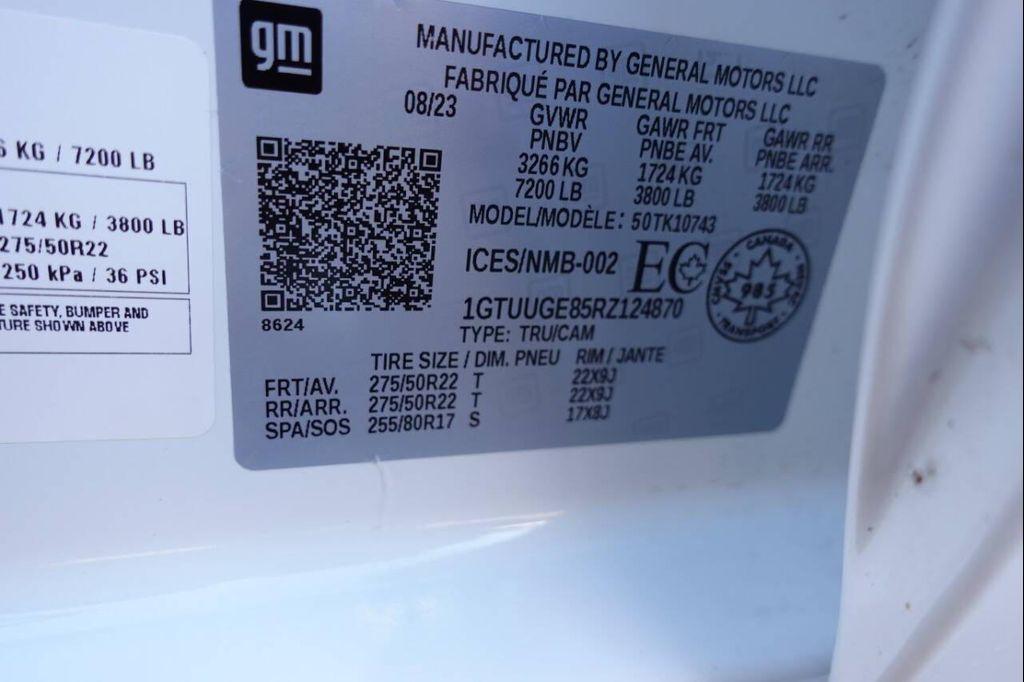 6 KG / 7200 LB
1724 KG / 3800 LB
275/50R22
250 kPa / 36 PSI
E SAFETY, BUMPER AND
TURE SHOWN ABOVE
gm
MANUFACTURED BY GENERAL MOTORS LLC
FABRIQUÉ PAR GENERAL MOTORS LLC
08/23
GVWR GAWR FRT GAWR RR
PNBV PNBE AV. PNBE ARR.
3266 KG 1724 KG 1724 KG
7200 LB 3800 LB 3800 LB
MODEL/MODÈLE: 50TK10743
ICES/NMB-002 EC
CANADA
985
TRANSPORT
8624
1GTUUGE85RZ124870
TYPE: TRU/CAM
TIRE SIZE / DIM. PNEU RIM / JANTE
FRT/AV. 275/50R22 T 22X9J
RR/ARR. 275/50R22 T 22X9J
SPA/SOS 255/80R17 S 17X8J